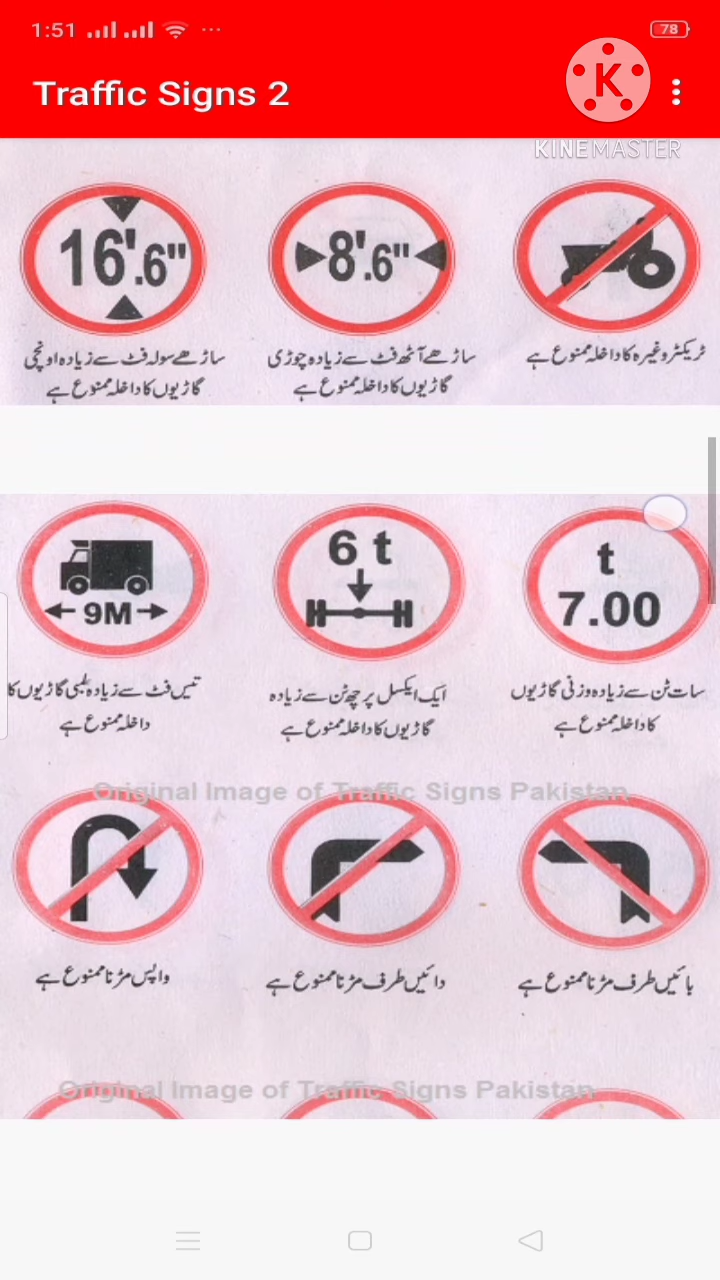 1:51
78
Traffic Signs 2
K
KINEMASTER
16'.6"
8'.6"
ساڑھے سولہ فٹ سے زیادہ اونچی
گاڑیوں کا داخلہ ممنوع ہے
ساڑھے آٹھ فٹ سے زیادہ چوڑی
گاڑیوں کا داخلہ ممنوع ہے
ٹریکٹر وغیرہ کا داخلہ ممنوع ہے
9M
6 t
t
7.00
تیس فٹ سے زیادہ لمبی گاڑیوں کا
داخلہ ممنوع ہے
ایک ایکسل پر چھ ٹن سے زیادہ
گاڑیوں کا داخلہ ممنوع ہے
سات ٹن سے زیادہ وزنی گاڑیوں
کا داخلہ ممنوع ہے
Original Image of Traffic Signs Pakistan
واپس مڑنا ممنوع ہے
دائیں طرف مڑنا ممنوع ہے
بائیں طرف مڑنا ممنوع ہے
Original Image of Traffic Signs Pakistan